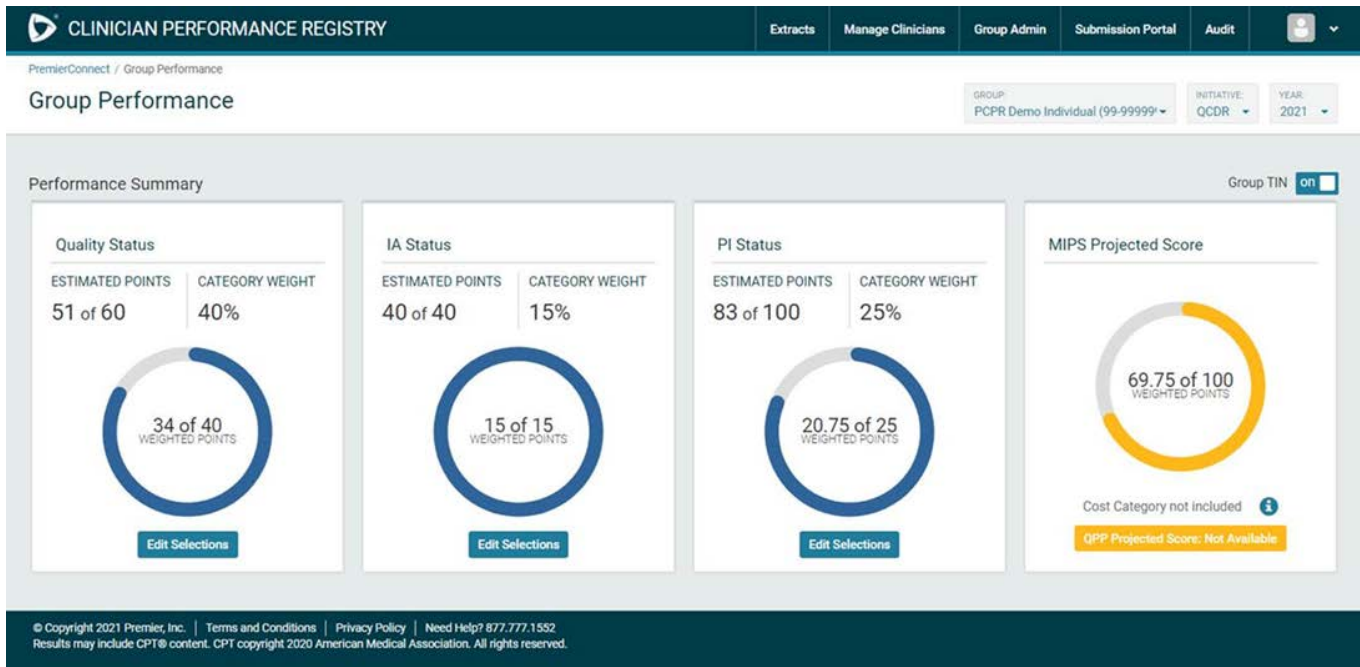 CLINICIAN PERFORMANCE REGISTRY
Extracts
Manage Clinicians
Group Admin
Submission Portal
Audit
PremierConnect / Group Performance
Group Performance
GROUP:
PCPR Demo Individual (99-99999
INITIATIVE:
QCDR
YEAR:
2021
Performance Summary
Group TIN on
Quality Status
ESTIMATED POINTS
51 of 60
CATEGORY WEIGHT
40%
34 of 40
WEIGHTED POINTS
Edit Selections
IA Status
ESTIMATED POINTS
40 of 40
CATEGORY WEIGHT
15%
15 of 15
WEIGHTED POINTS
Edit Selections
PI Status
ESTIMATED POINTS
83 of 100
CATEGORY WEIGHT
25%
20.75 of 25
WEIGHTED POINTS
Edit Selections
MIPS Projected Score
69.75 of 100
WEIGHTED POINTS
Cost Category not included
QPP Projected Score: Not Available
© Copyright 2021 Premier, Inc. | Terms and Conditions | Privacy Policy | Need Help? 877.777.1552
Results may include CPT® content. CPT copyright 2020 American Medical Association. All rights reserved.